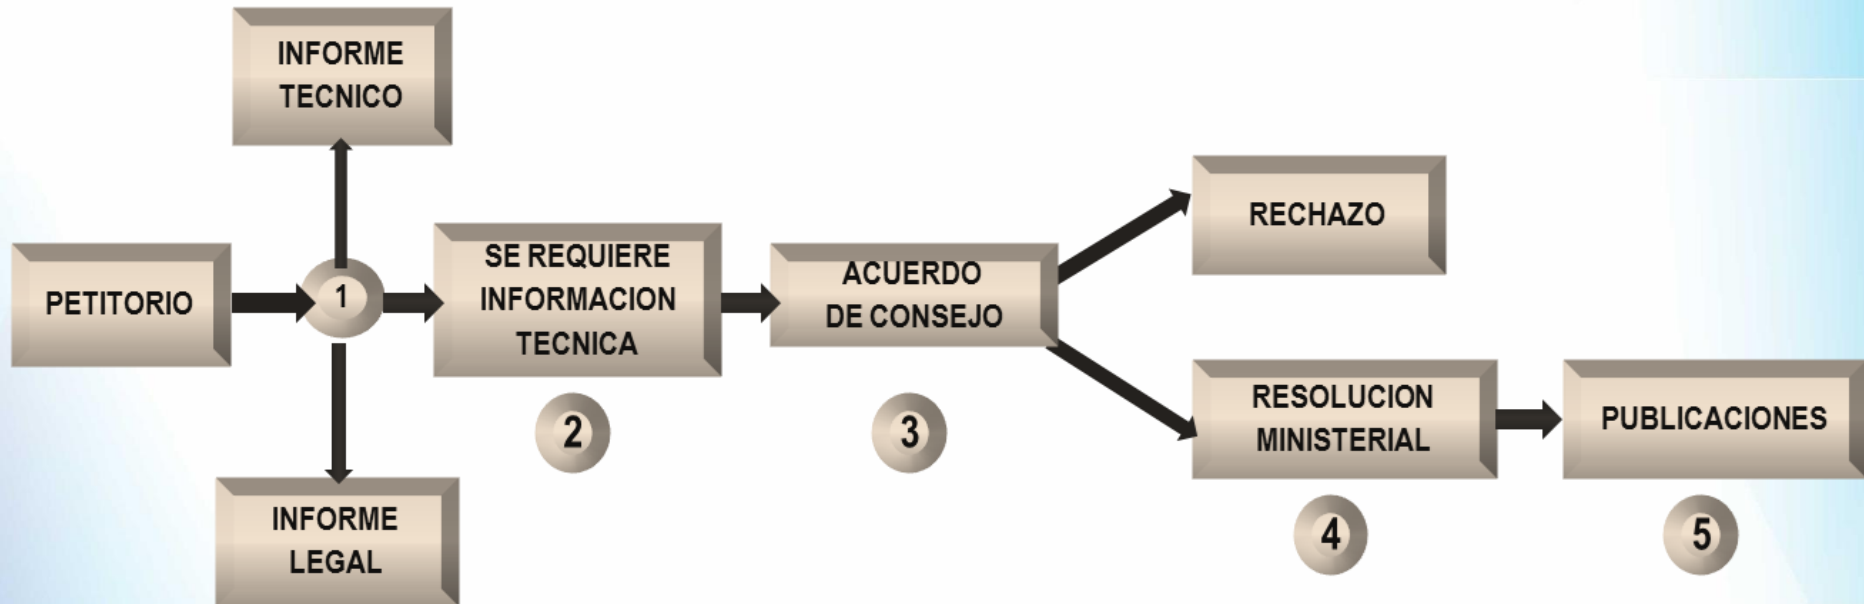 INFORME
TECNICO
PETITORIO
1
SE REQUIERE
INFORMACION
TECNICA
2
INFORME
LEGAL
ACUERDO
DE CONSEJO
3
RECHAZO
RESOLUCION
MINISTERIAL
4
PUBLICACIONES
5